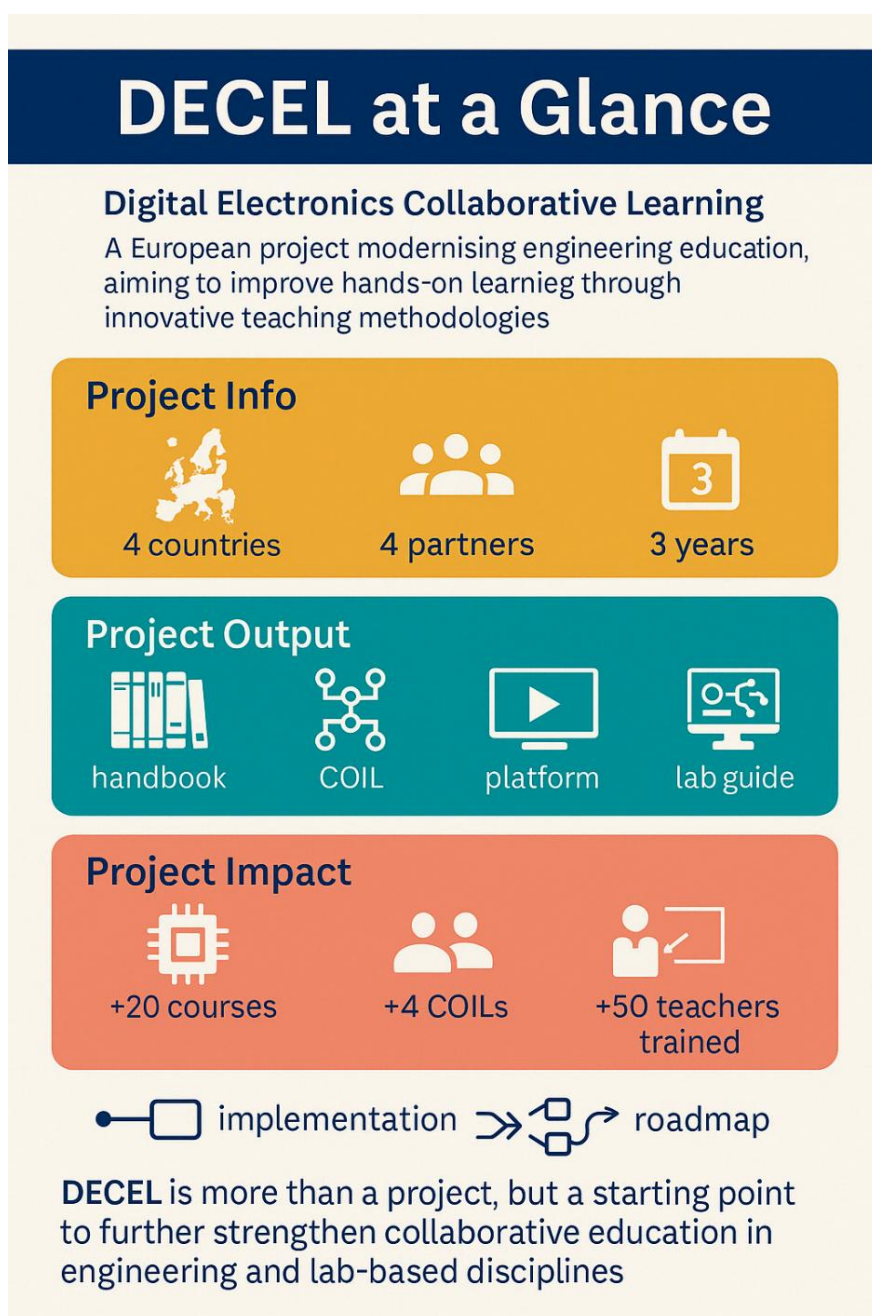 DECEL at a Glance
Digital Electronics Collaborative Learning
A European project modernising engineering education,
aiming to improve hands-on learnieg through
innovative teaching methodologies
Project Info
3
4 countries
4 partners
3 years
Project Output
handbook
COIL
platform
lab guide
Project Impact
+20 courses
+4 COILs
+50 teachers
trained
implementation
roadmap
DECEL is more than a project, but a starting point
to further strengthen collaborative education in
engineering and lab-based disciplines